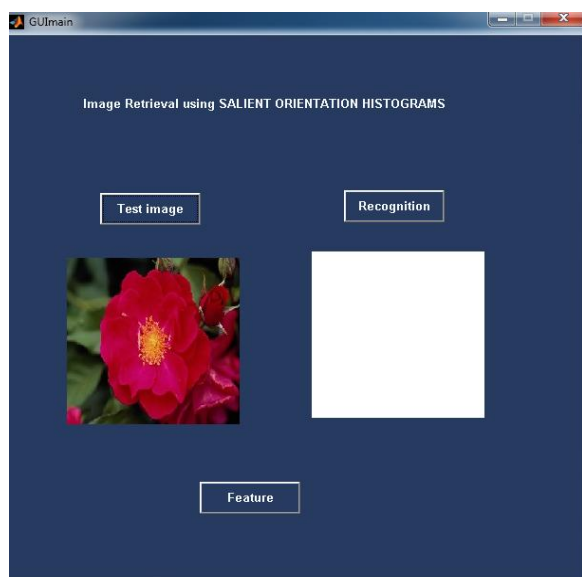 GUImain
Image Retrieval using SALIENT ORIENTATION HISTOGRAMS
Test image
Recognition
Feature